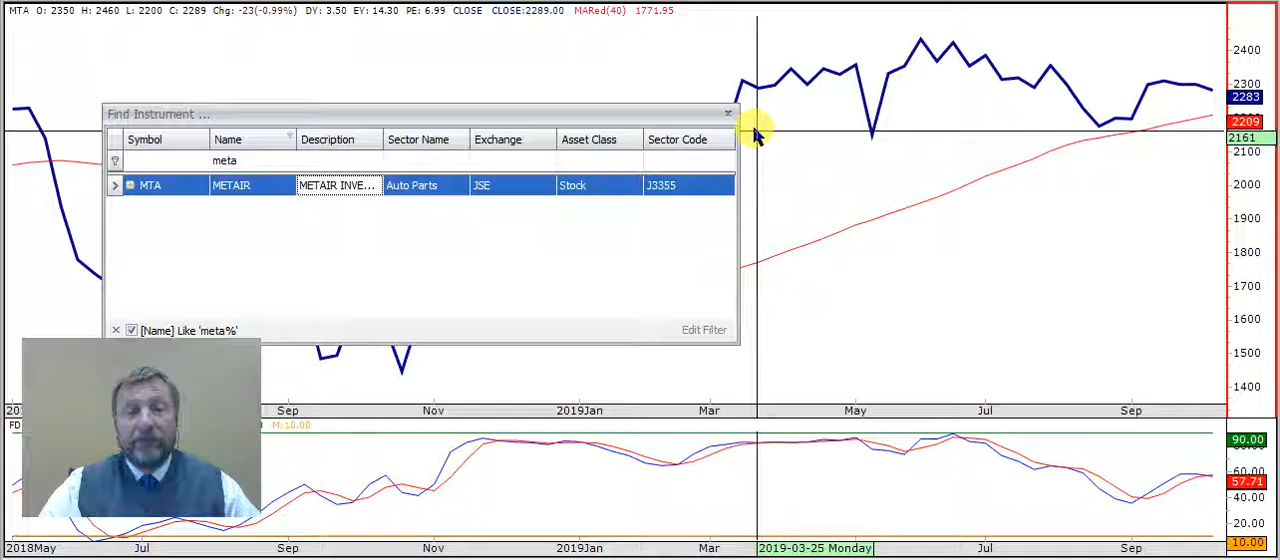 MTA O: 2350 H: 2460 L: 2200 C: 2289 Chg: -23(-0.99%) DY: 3.50 EY: 14.30 PE: 6.99 CLOSE CLOSE:2289.00 MARed(40) 1771.95
2400
2300
2283
2209
2161
2100
2000
1900
1800
1700
1600
1500
1400
Find Instrument ...
Symbol Name Description Sector Name Exchange Asset Class Sector Code
meta
MTA METAIR METAIR INVE... Auto Parts JSE Stock J3355
[Name] Like 'meta%' Edit Filter
Sep Nov 2019Jan Mar May Jul Sep
FD M:10.00
90.00
60.00
57.71
40.00
20.00
10.00
2018May Jul Sep Nov 2019Jan Mar 2019-03-25 Monday Jul Sep